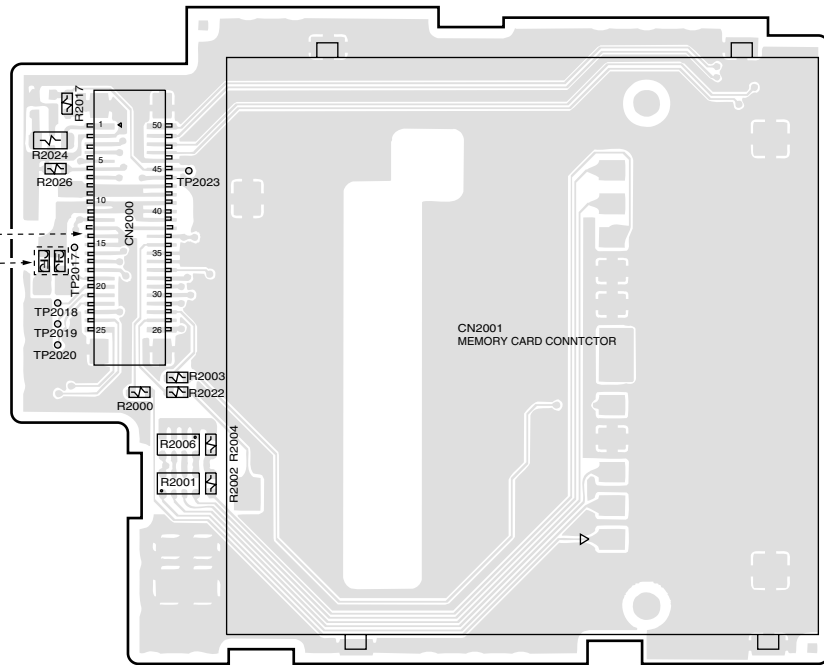 R2017
1
50
R2024
5
45
R2026
TP2023
10
40
CN2000
15
35
TP2017
20
30
TP2018
TP2019
25
26
TP2020
CN2001
MEMORY CARD CONNTCTOR
R2003
R2022
R2000
R2006
R2004
R2001
R2002